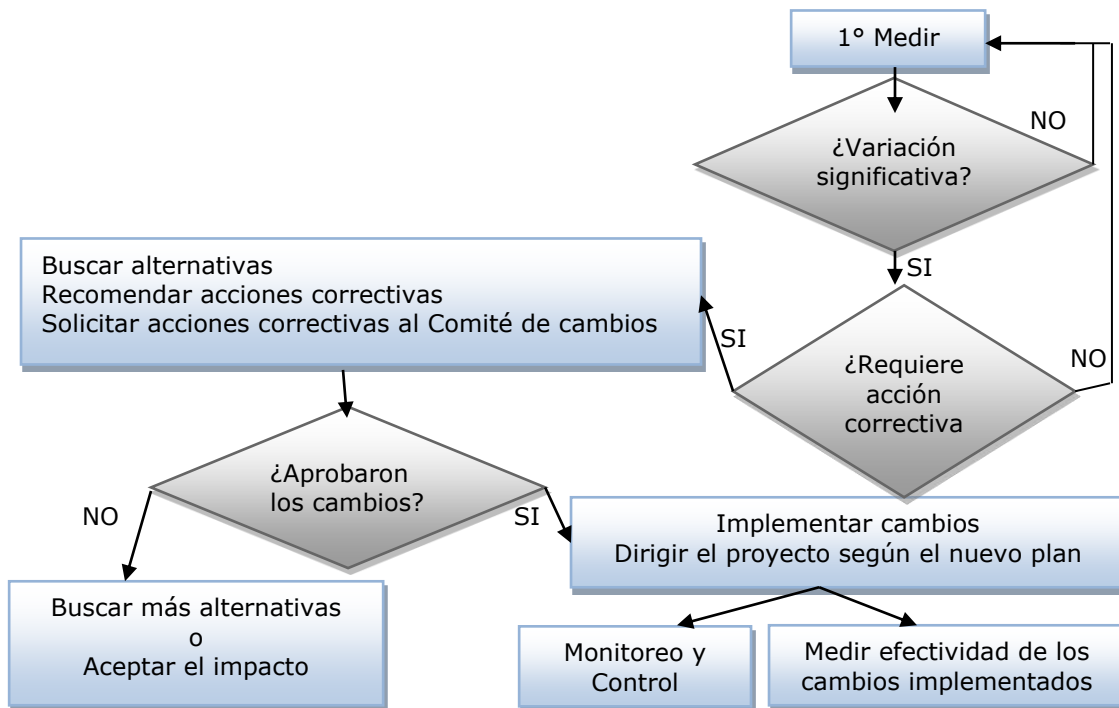 1° Medir
NO
¿Variación
significativa?
SI
Buscar alternativas
Recomendar acciones correctivas
Solicitar acciones correctivas al Comité de cambios
SI
¿Requiere
acción
correctiva
NO
¿Aprobaron
los cambios?
NO
SI
Implementar cambios
Dirigir el proyecto según el nuevo plan
Buscar más alternativas
o
Aceptar el impacto
Monitoreo y
Control
Medir efectividad de los
cambios implementados